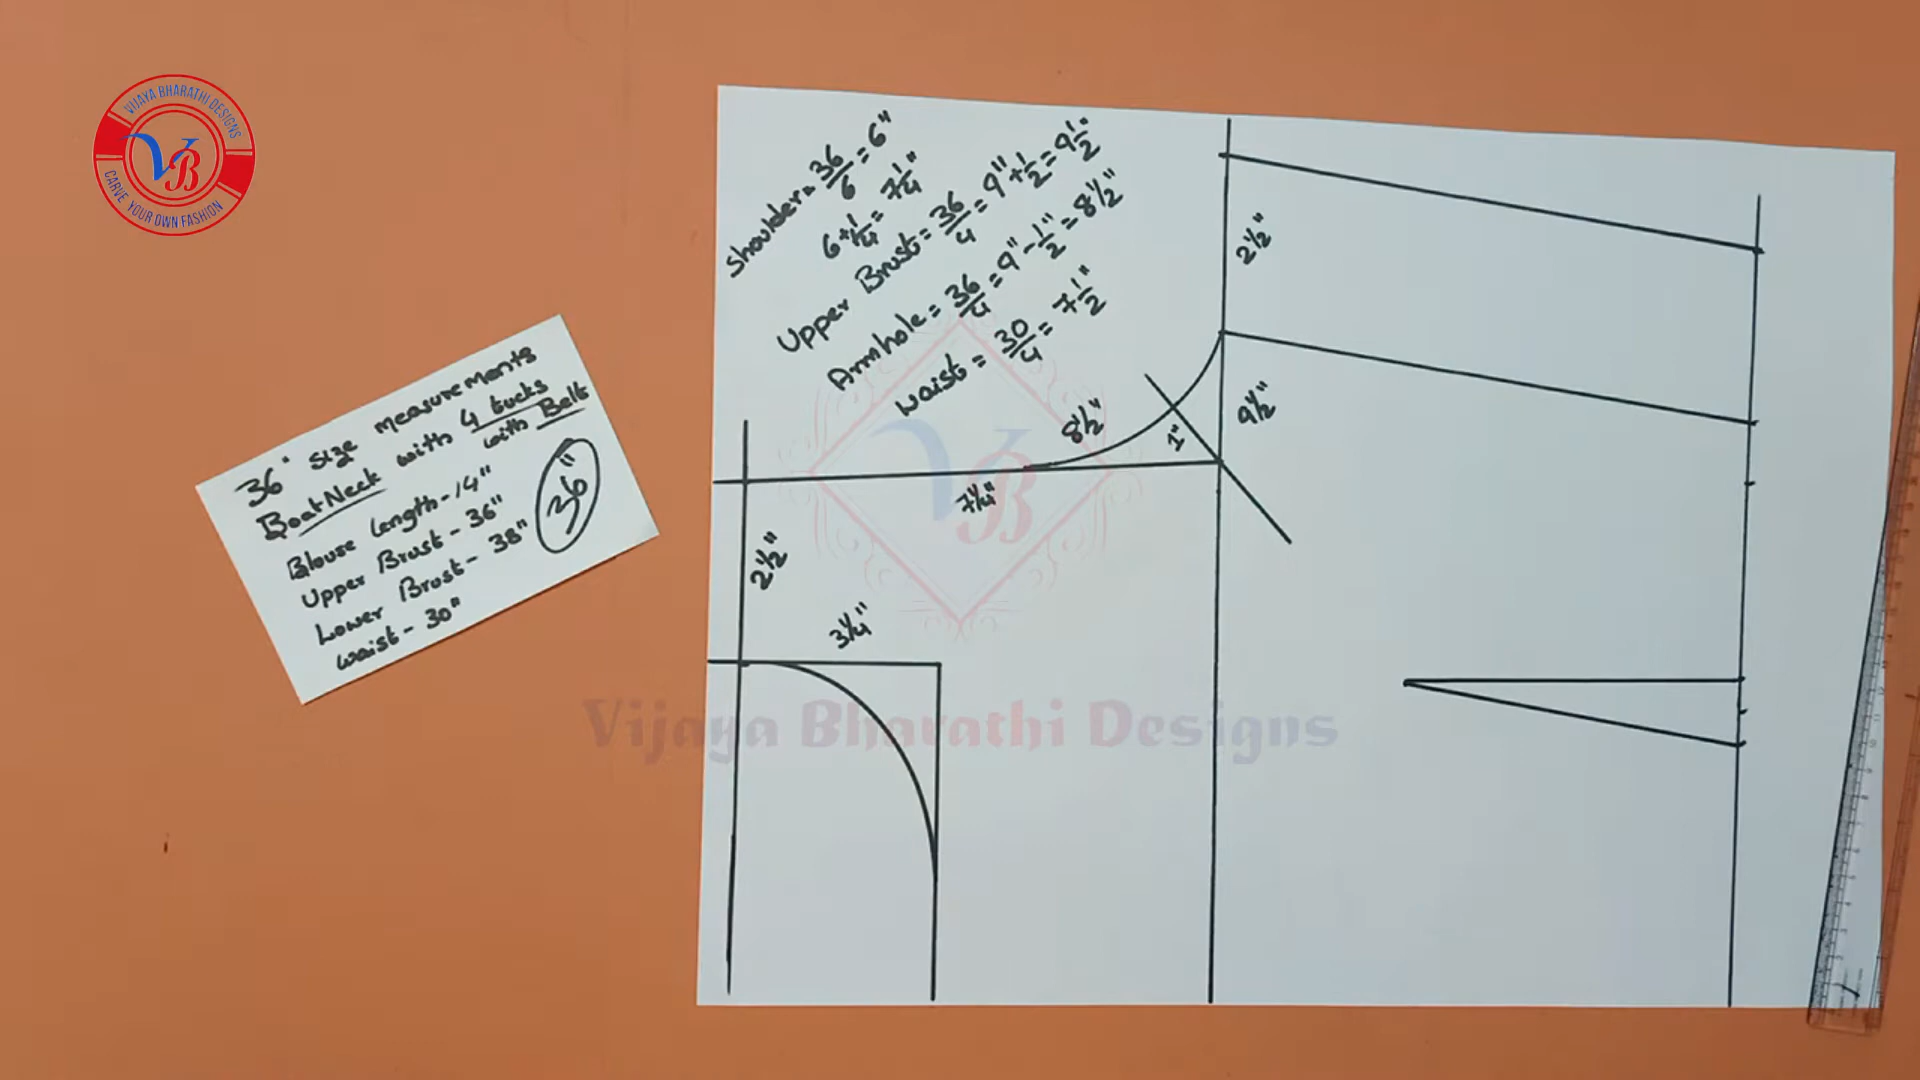 VIJAYA BHARATHI DESIGNS
VB
CARVE YOUR OWN FASHION
36" size measurements
BoatNeck with 4 tucks
with Belt
Blouse length - 14"
Upper Brust - 36"
Lower Brust - 38"
waist - 30"
36"
Shoulder = 36/6 = 6"
6+1 1/4 = 7 1/4"
Upper Brust = 36/4 = 9"+1/2 = 9 1/2"
Armhole = 36/4 = 9" - 1/2" = 8 1/2"
waist = 30/4 = 7 1/2"
2 1/2"
9 1/2"
8 1/2"
1"
7 1/4"
2 1/2"
3 1/4"
VB
Vijaya Bharathi Designs